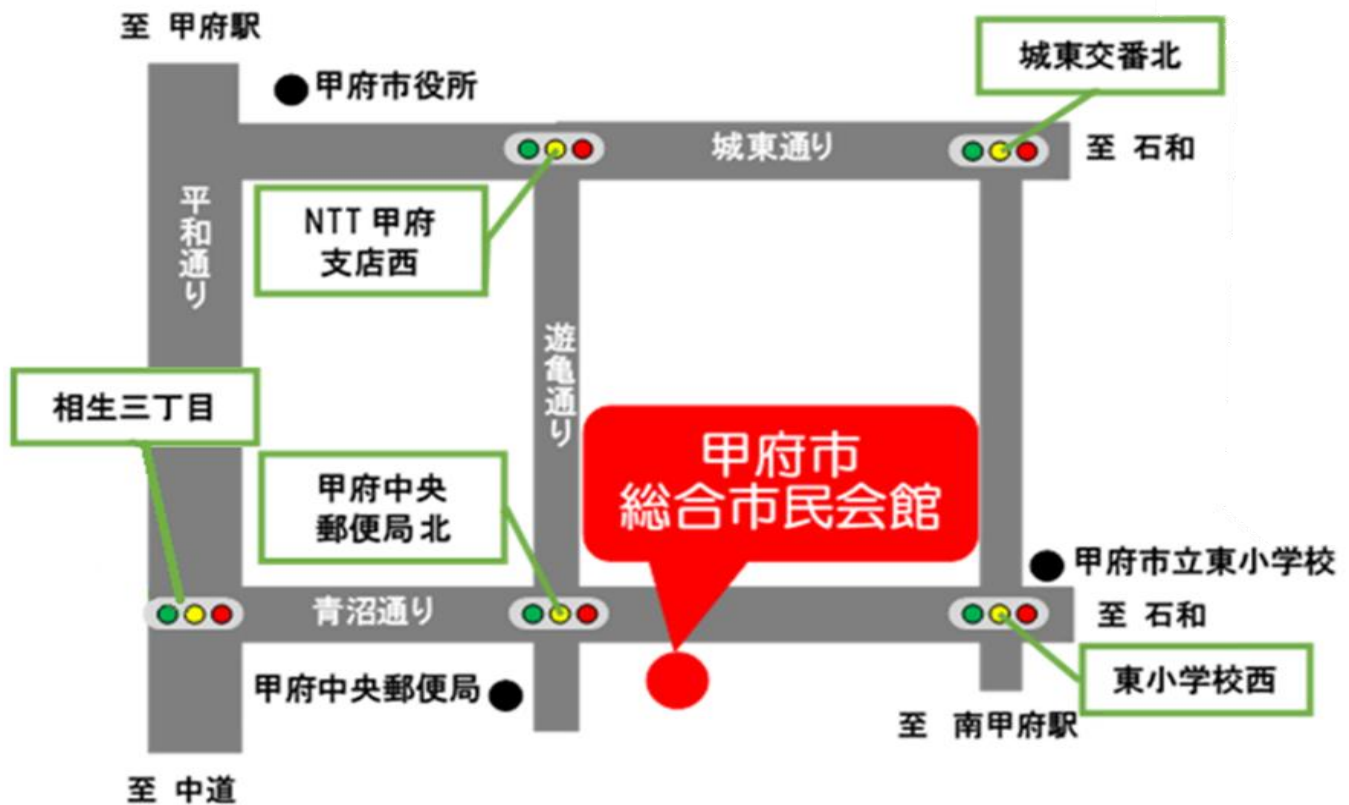 至 甲府駅
甲府市役所
城東交番北
城東通り
至 石和
平和通り
NTT 甲府
支店西
遊亀通り
相生三丁目
甲府市
総合市民会館
甲府中央
郵便局北
甲府市立東小学校
青沼通り
至 石和
甲府中央郵便局
東小学校西
至 南甲府駅
至 中道